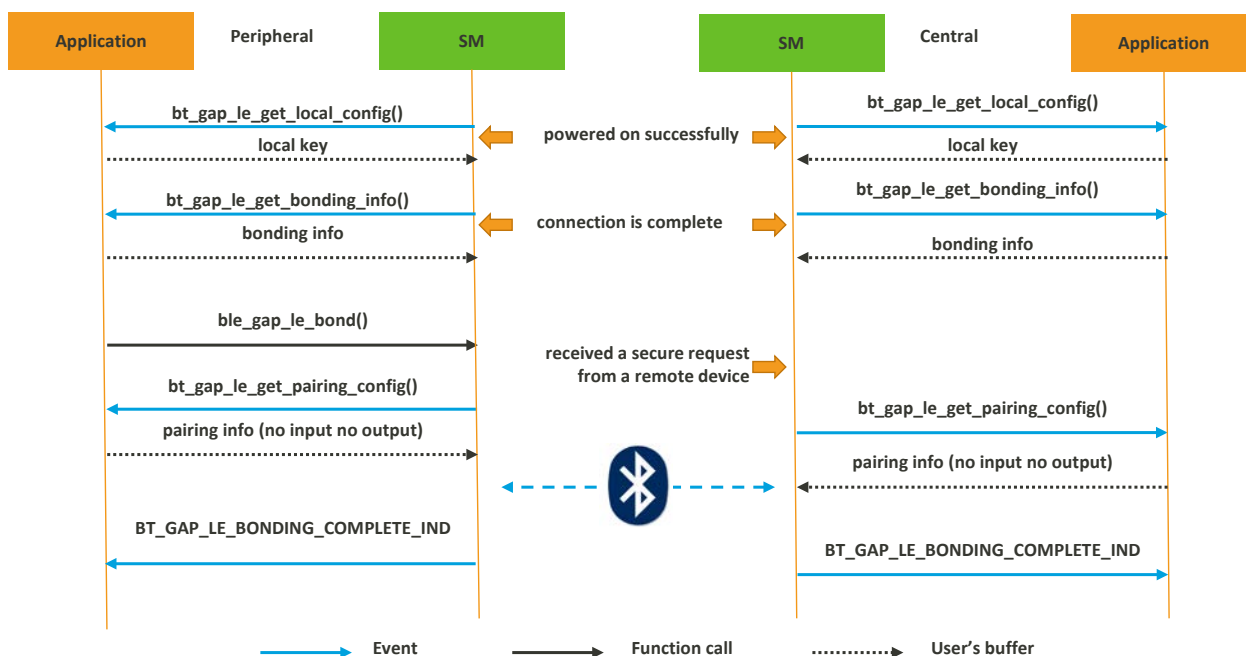 Application
Peripheral
SM
SM
Central
Application
bt_gap_le_get_local_config()
powered on successfully
bt_gap_le_get_local_config()
local key
local key
bt_gap_le_get_bonding_info()
connection is complete
bt_gap_le_get_bonding_info()
bonding info
bonding info
ble_gap_le_bond()
received a secure request
from a remote device
bt_gap_le_get_pairing_config()
bt_gap_le_get_pairing_config()
pairing info (no input no output)
pairing info (no input no output)
BT_GAP_LE_BONDING_COMPLETE_IND
BT_GAP_LE_BONDING_COMPLETE_IND
Event
Function call
User's buffer